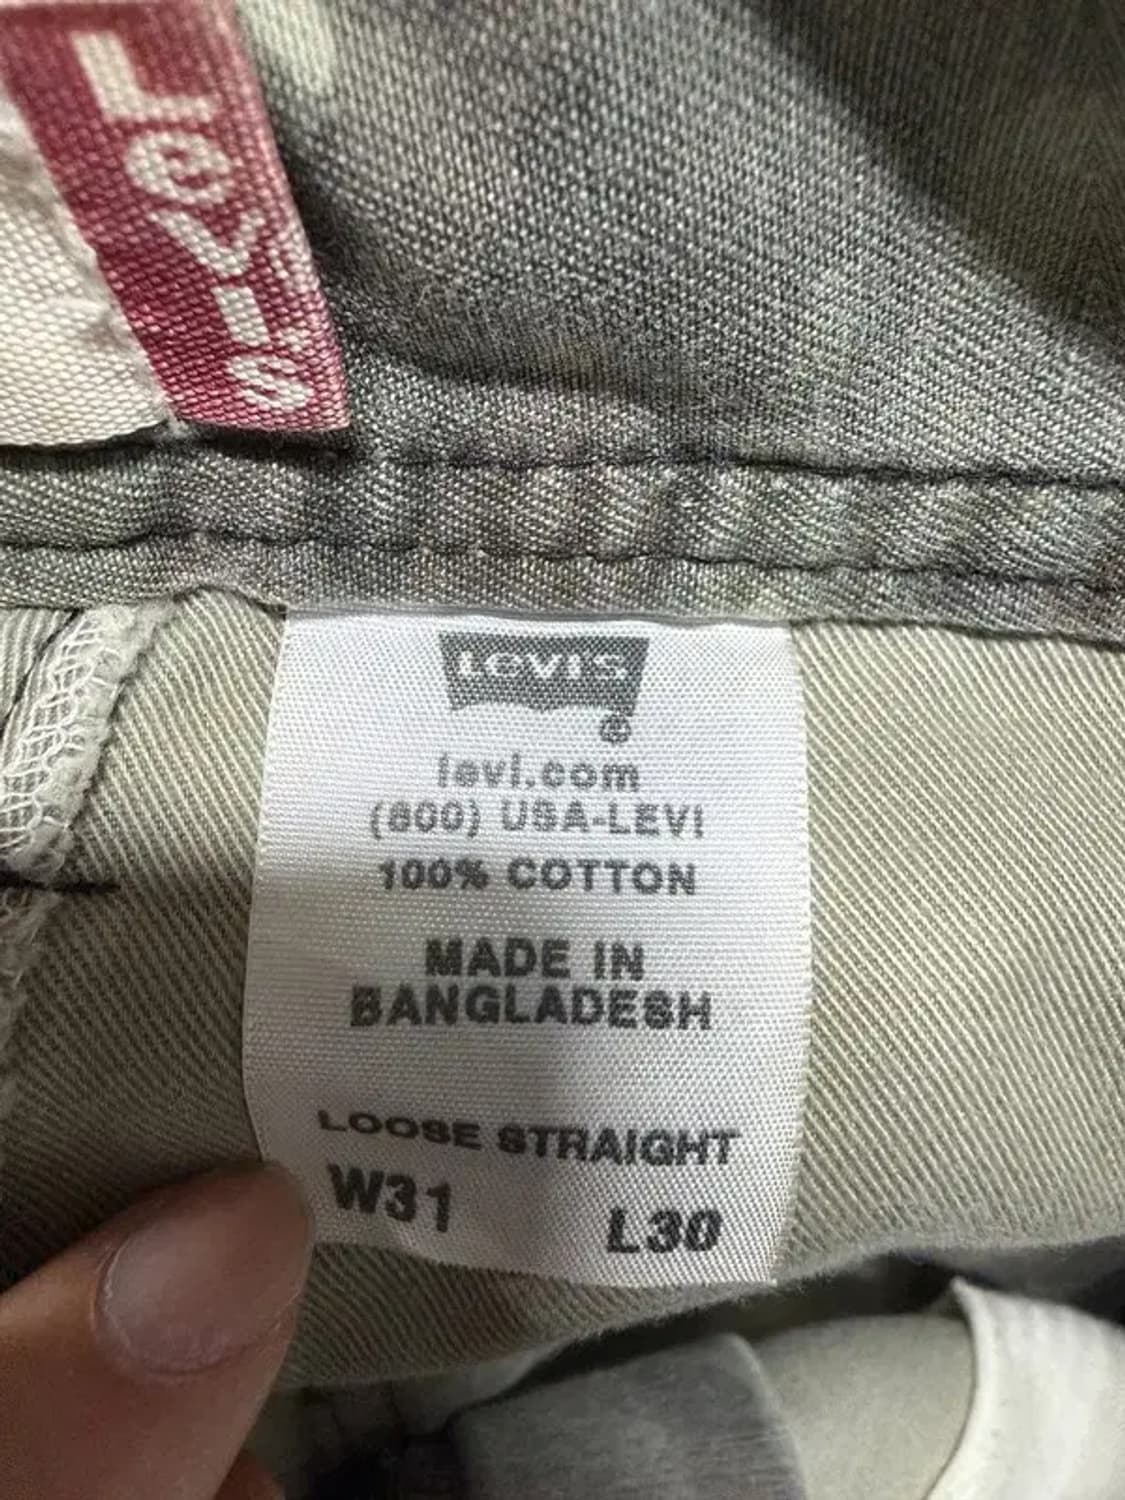 Levi's
LEVI'S
®
levi.com
(800) USA-LEVI
100% COTTON
MADE IN
BANGLADESH
LOOSE STRAIGHT
W31 L30